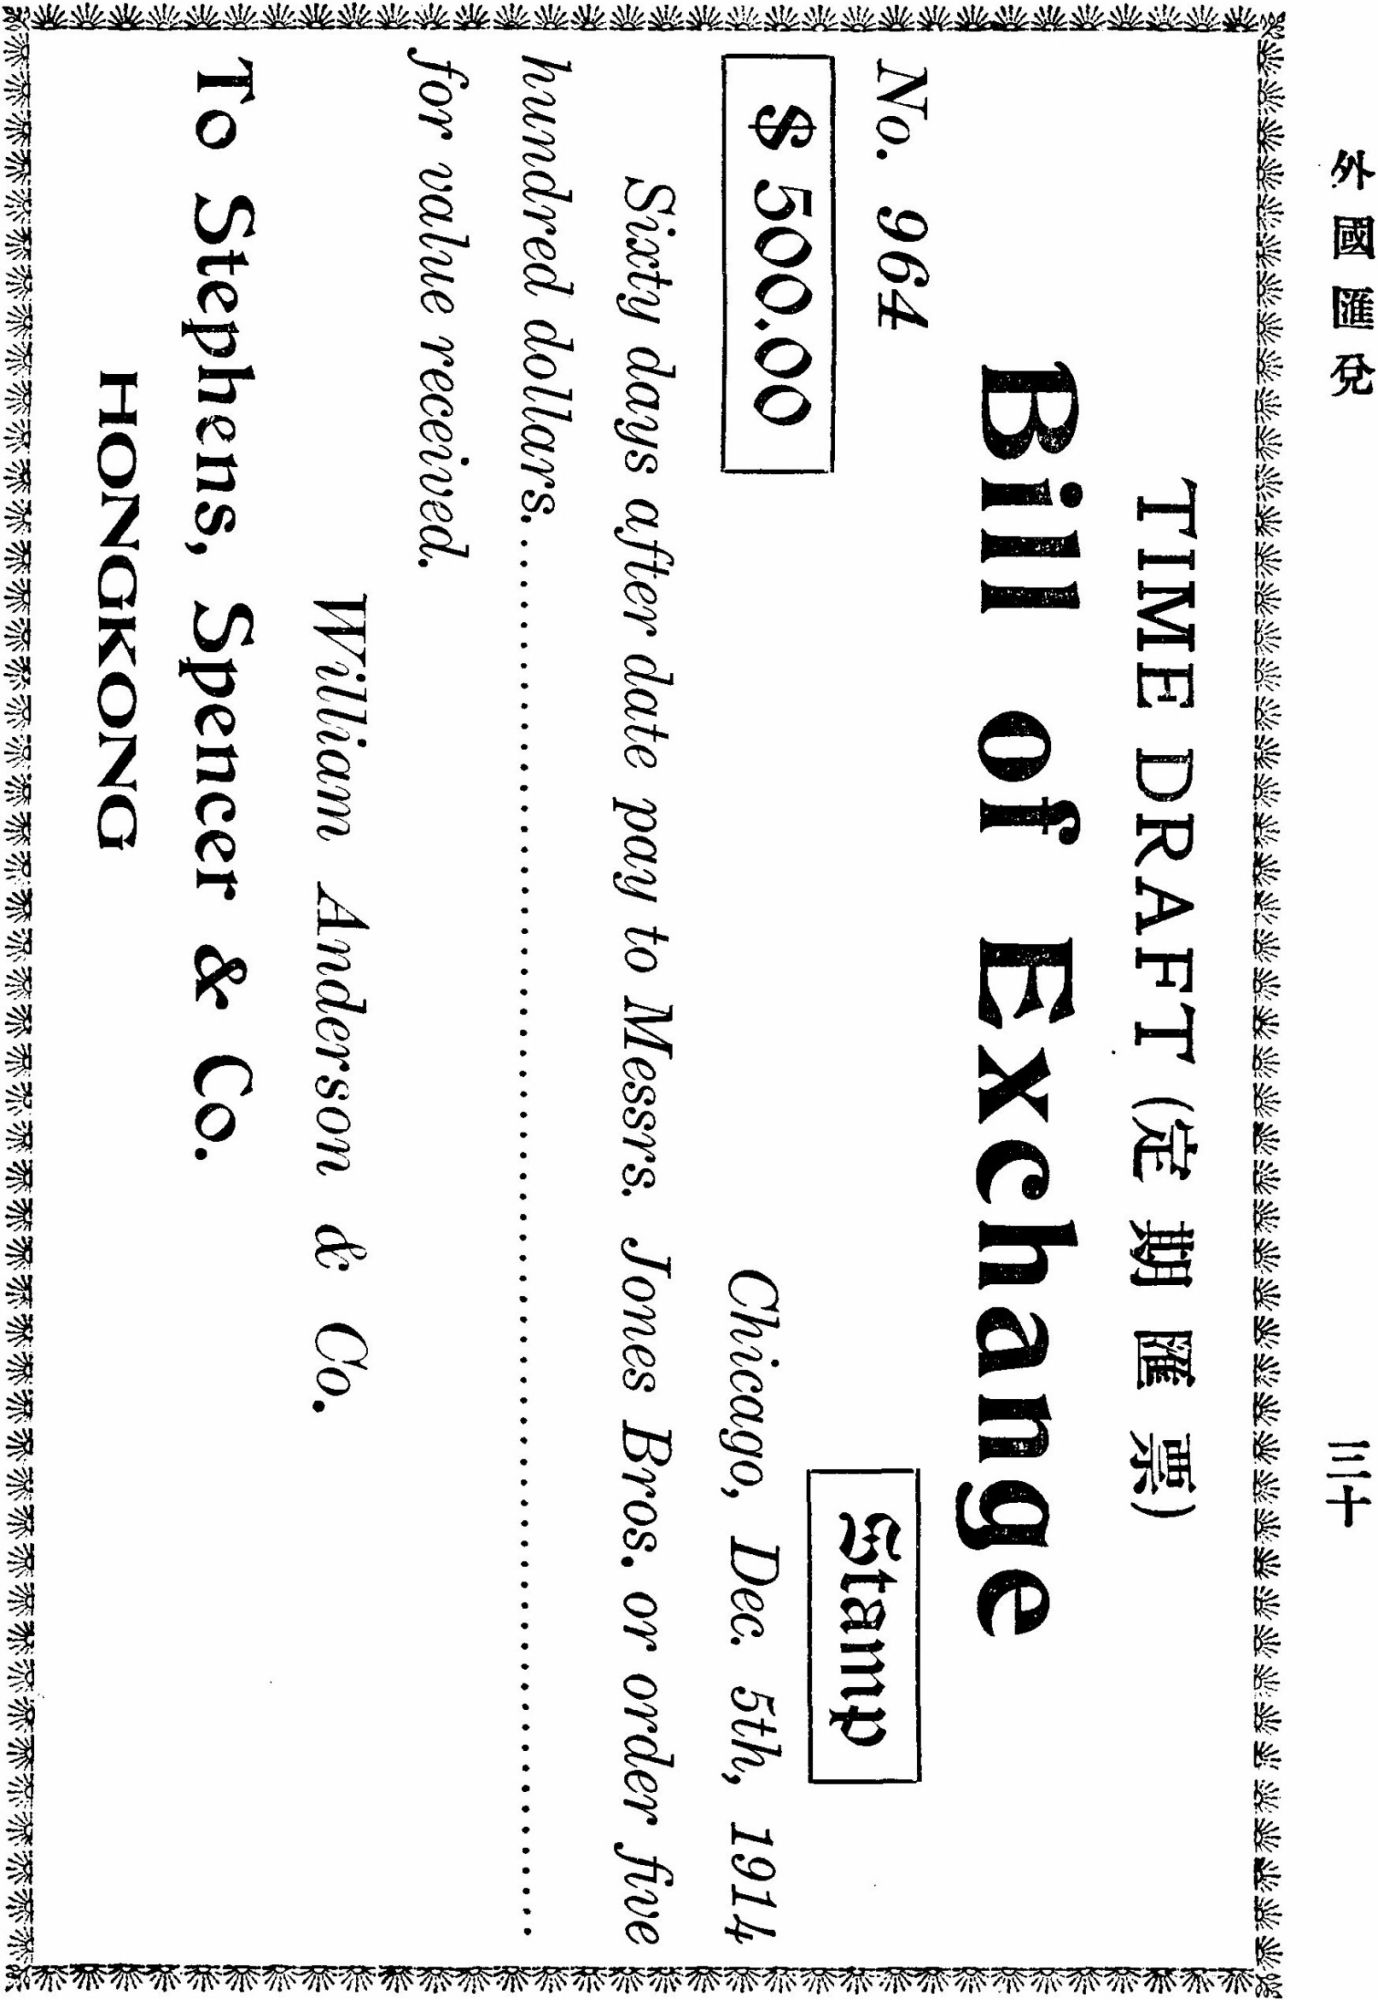 外國匯兌
三十
TIME DRAFT (定期匯票)
Bill of Exchange
No. 964
Stamp
$ 500.00
Chicago, Dec. 5th, 1914
Sixty days after date pay to Messrs. Jones Bros. or order five
hundred dollars.............................................................
for value received.
William Anderson & Co.
To Stephens, Spencer & Co.
HONGKONG